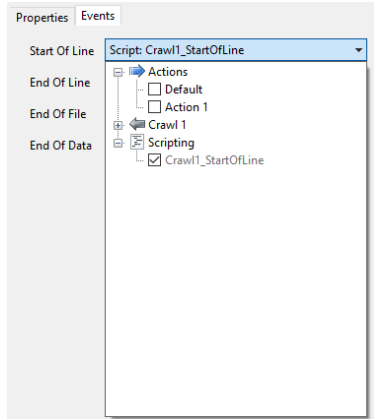 Properties Events
Start Of Line Script: Crawl1_StartOfLine
Actions
End Of Line
Default
Action 1
End Of File
Crawl 1
End Of Data
Scripting
Crawl1_StartOfLine